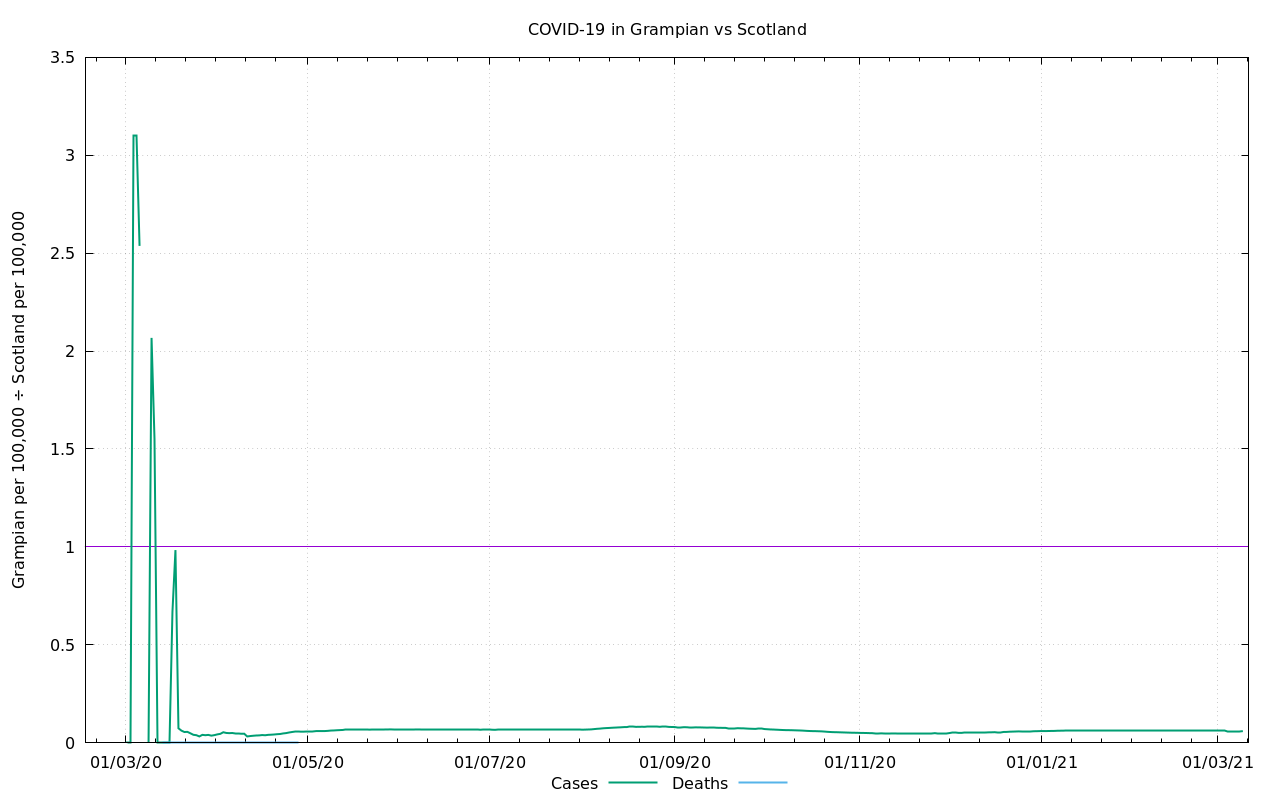 COVID-19 in Grampian vs Scotland
3.5
3
2.5
2
1.5
1
0.5
0
Grampian per 100,000 ÷ Scotland per 100,000
01/03/20 01/05/20 01/07/20 01/09/20 01/11/20 01/01/21 01/03/21
Cases Deaths